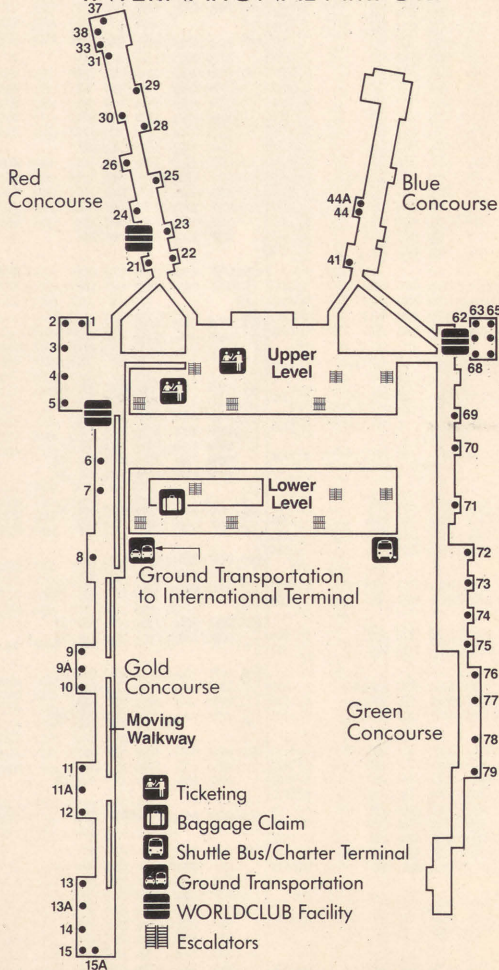 37
38
33
31
29
30
28
26
25
24
23
22
21
Red
Concourse
Blue
Concourse
44A
44
41
2
1
3
4
5
6
7
8
62
63
65
68
69
70
71
72
73
74
75
76
77
78
79
Upper
Level
Lower
Level
Ground Transportation
to International Terminal
9
9A
10
Gold
Concourse
Moving
Walkway
Green
Concourse
11
11A
12
13
13A
14
15
15A
Ticketing
Baggage Claim
Shuttle Bus/Charter Terminal
Ground Transportation
WORLDCLUB Facility
Escalators